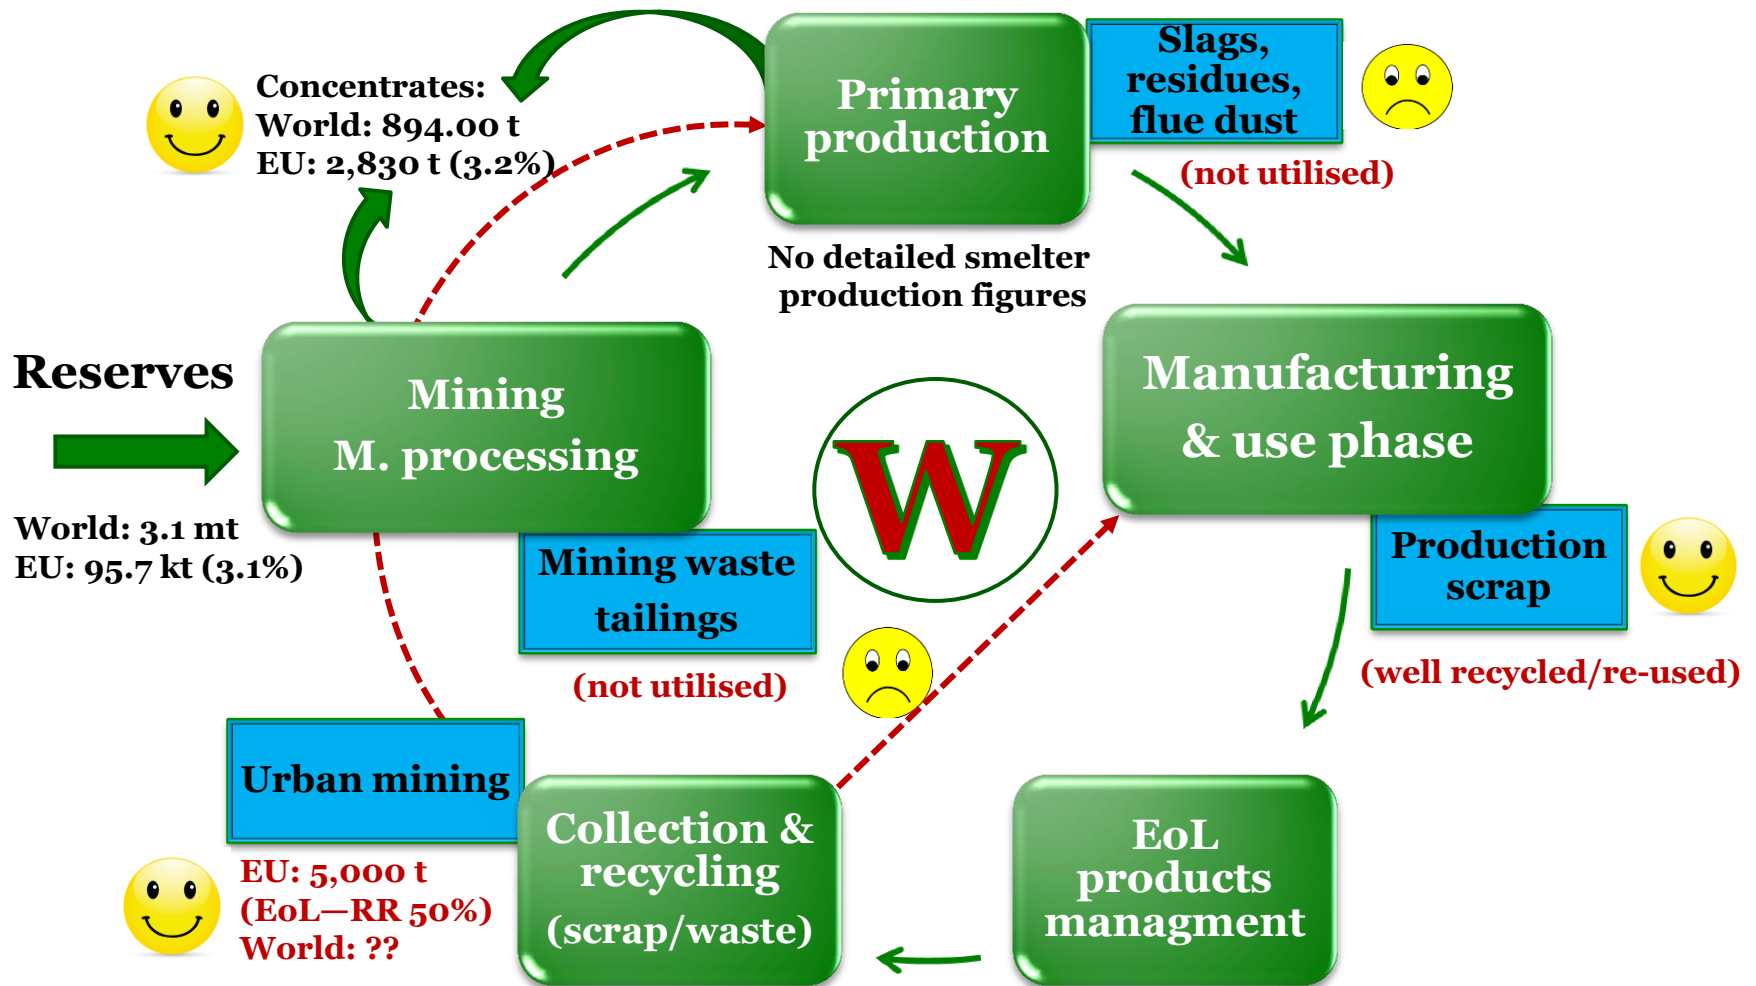 Concentrates:
World: 894.00 t
EU: 2,830 t (3.2%)
Primary
production
Slags,
residues,
flue dust
(not utilised)
No detailed smelter
production figures
Reserves
World: 3.1 mt
EU: 95.7 kt (3.1%)
Mining
M. processing
Mining waste
tailings
(not utilised)
W
Manufacturing
& use phase
Production
scrap
(well recycled/re-used)
Urban mining
EU: 5,000 t
(EoL—RR 50%)
World: ??
Collection &
recycling
(scrap/waste)
EoL
products
managment